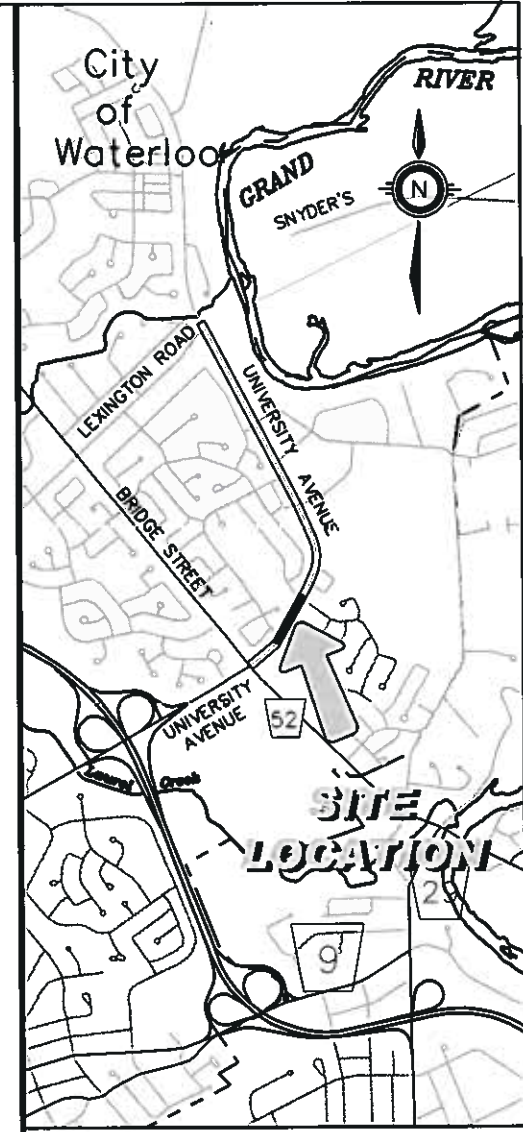 City
of
Waterloo
RIVER
GRAND
SNYDER'S
N
LEXINGTON ROAD
UNIVERSITY
AVENUE
BRIDGE STREET
UNIVERSITY
AVENUE
52
Laurel Creek
SITE
LOCATION
9